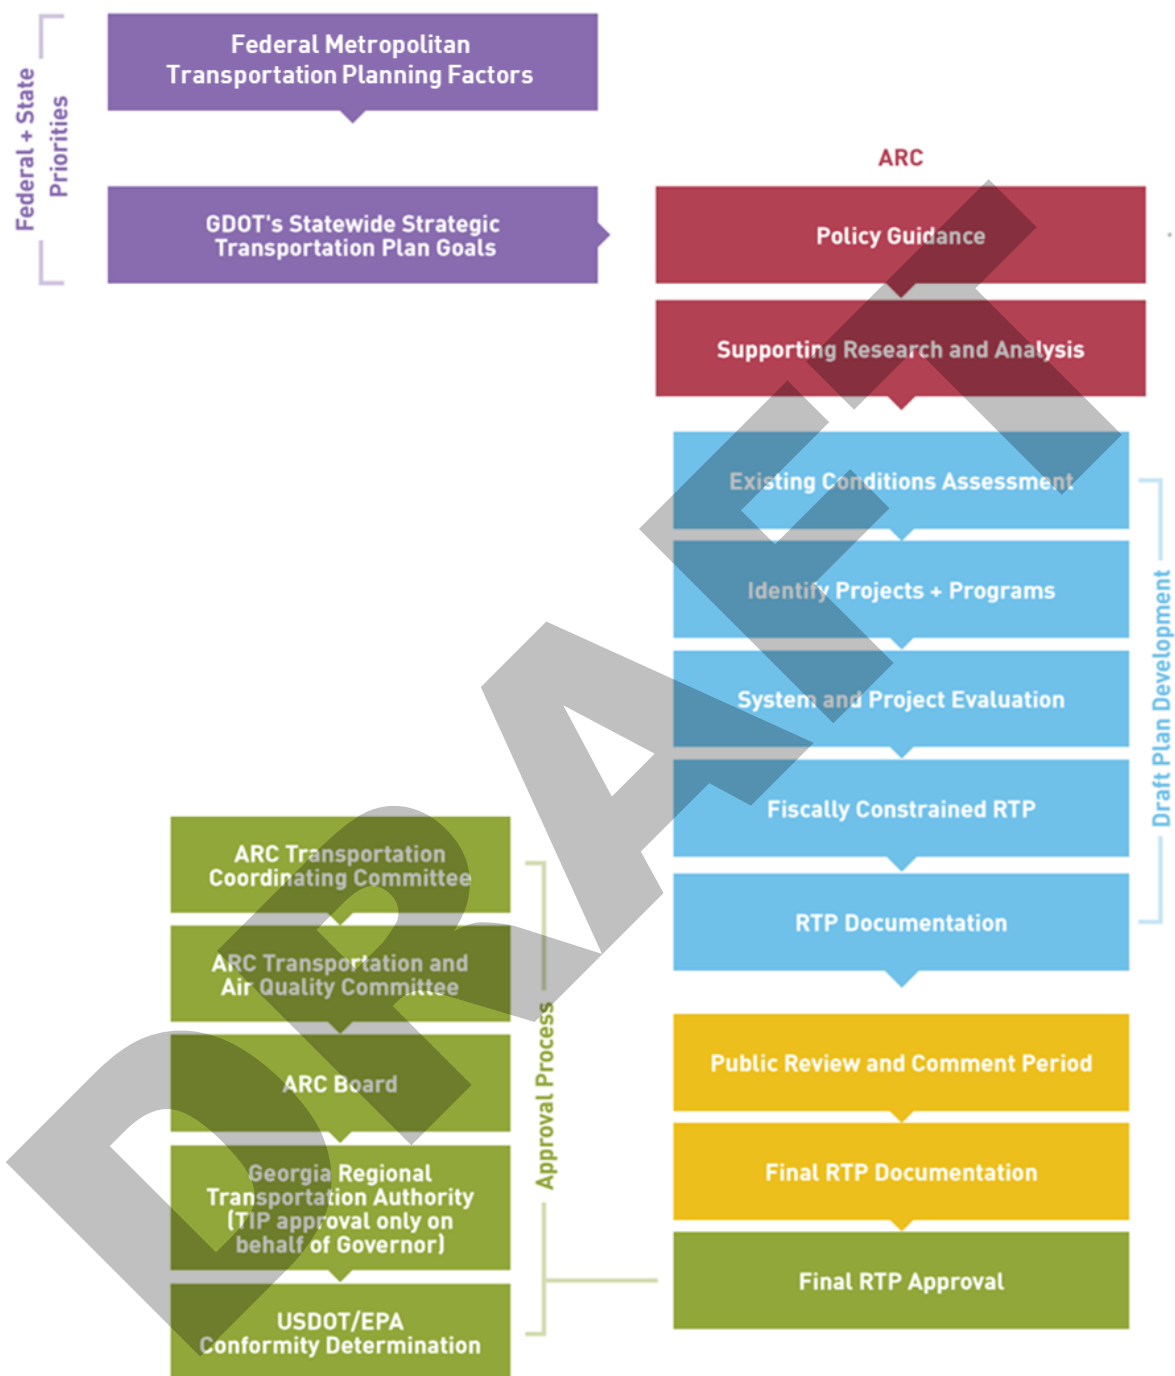 Federal + State
Priorities
Federal Metropolitan
Transportation Planning Factors
GDOT's Statewide Strategic
Transportation Plan Goals
ARC
Policy Guidance
Supporting Research and Analysis
Existing Conditions Assessment
Identify Projects + Programs
System and Project Evaluation
Fiscally Constrained RTP
RTP Documentation
Draft Plan Development
Public Review and Comment Period
Final RTP Documentation
Final RTP Approval
Approval Process
ARC Transportation
Coordinating Committee
ARC Transportation and
Air Quality Committee
ARC Board
Georgia Regional
Transportation Authority
(TIP approval only on
behalf of Governor)
USDOT/EPA
Conformity Determination
DRAFT